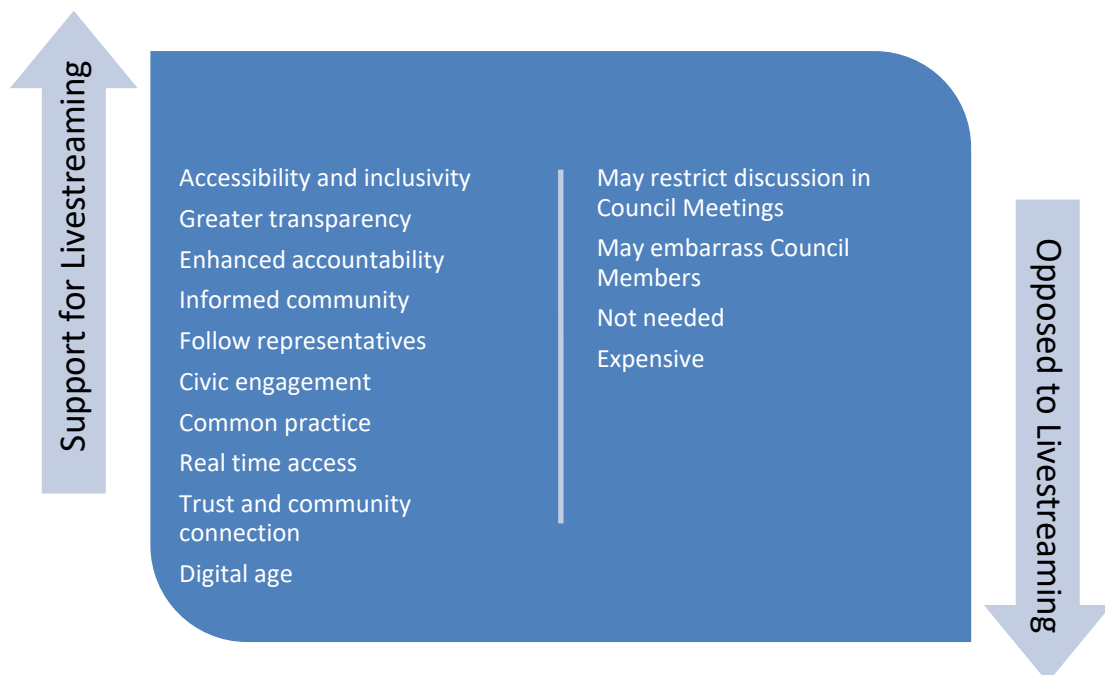 Support for Livestreaming
Accessibility and inclusivity
Greater transparency
Enhanced accountability
Informed community
Follow representatives
Civic engagement
Common practice
Real time access
Trust and community
connection
Digital age
May restrict discussion in
Council Meetings
May embarrass Council
Members
Not needed
Expensive
Opposed to Livestreaming